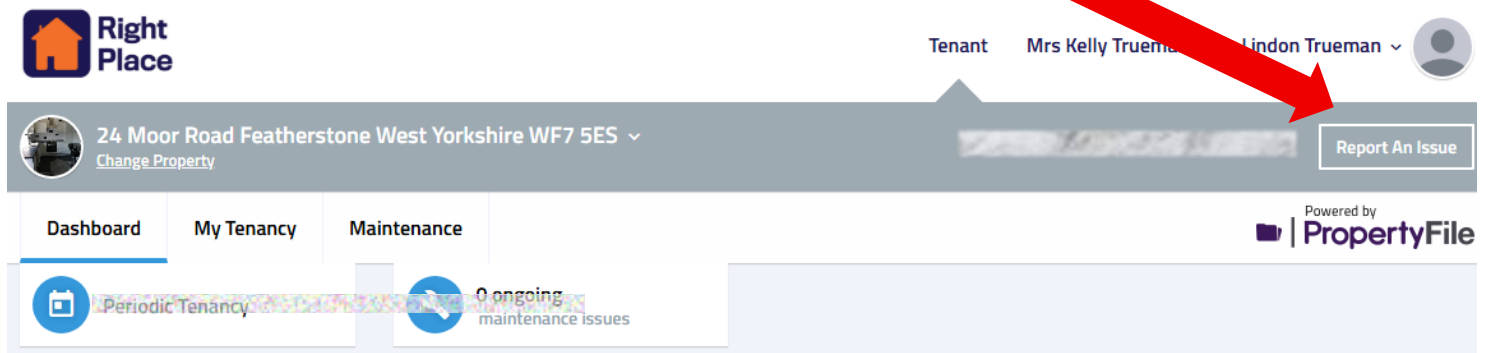 Right
Place
Tenant
Mrs Kelly
Lindon Trueman
24 Moor Road Featherstone West Yorkshire WF7 5ES
Change Property
Report An Issue
Dashboard
My Tenancy
Maintenance
Powered by
PropertyFile
Periodic Tenancy
0 ongoing
maintenance issues